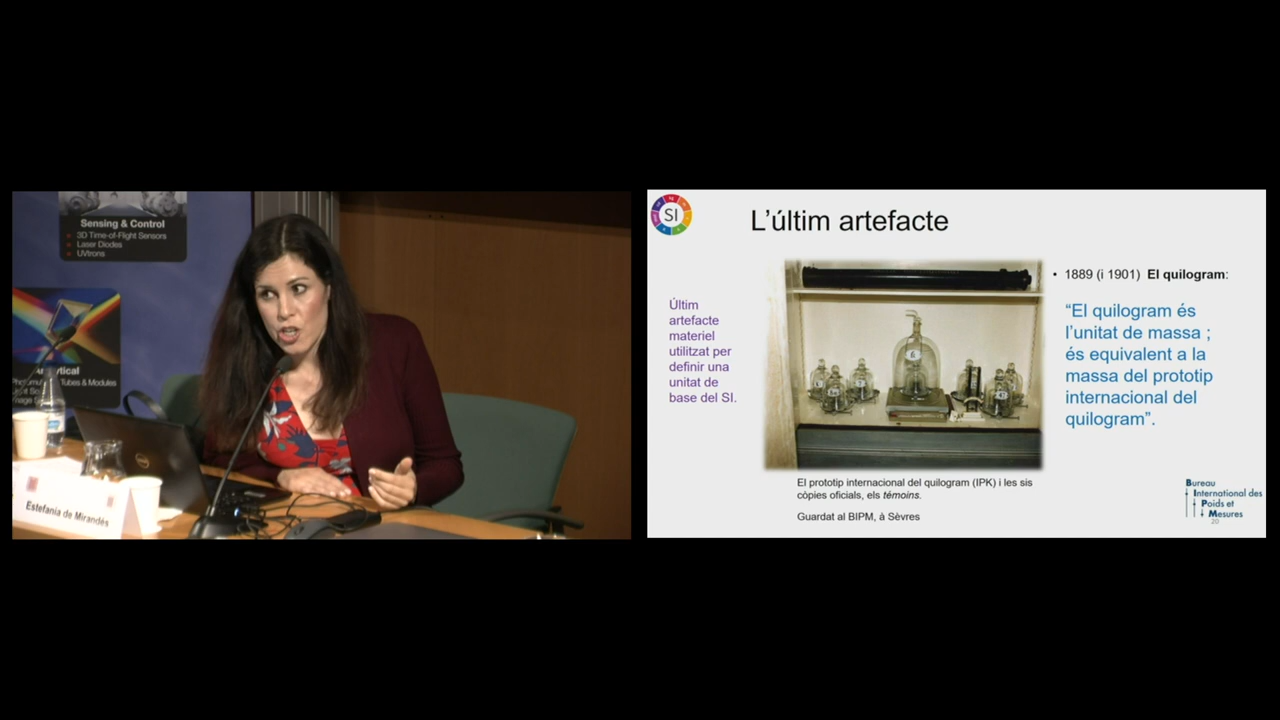 Sensing & Control
3D Time-of-Flight Sensors
Laser Diodes
UVtrons
Estefanía de Mirandés
SI
L'últim artefacte
Últim
artefacte
materiel
utilitzat per
definir una
unitat de
base del SI.
El prototip internacional del quilogram (IPK) i les sis
còpies oficials, els témoins.
Guardat al BIPM, à Sèvres
• 1889 (i 1901) El quilogram:
“El quilogram és
l'unitat de massa ;
és equivalent a la
massa del prototip
internacional del
quilogram”.
Bureau
International des
Poids et
Mesures
20